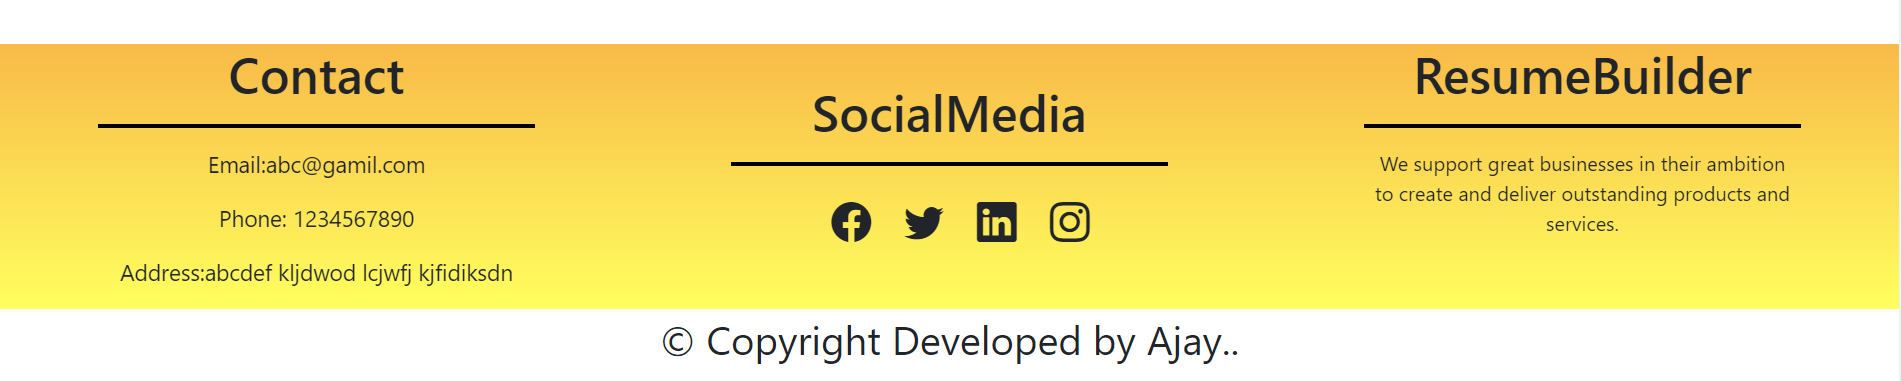 Contact
Email:abc@gamil.com
Phone: 1234567890
Address:abcdef kljdwod lcjwfj kjfidiksdn
SocialMedia
in
ResumeBuilder
We support great businesses in their ambition
to create and deliver outstanding products and
services.
© Copyright Developed by Ajay..